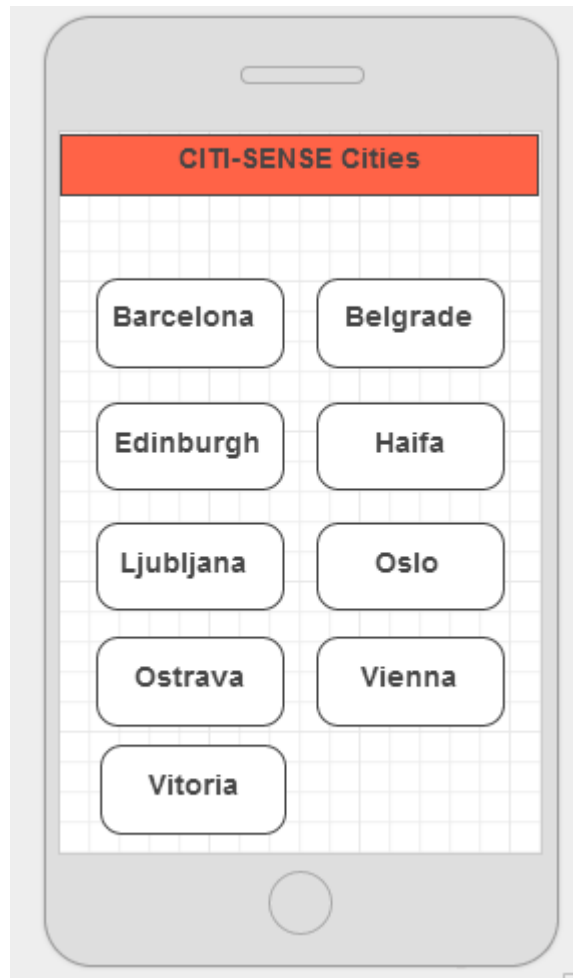 CITI-SENSE Cities
Barcelona
Belgrade
Edinburgh
Haifa
Ljubljana
Oslo
Ostrava
Vienna
Vitoria